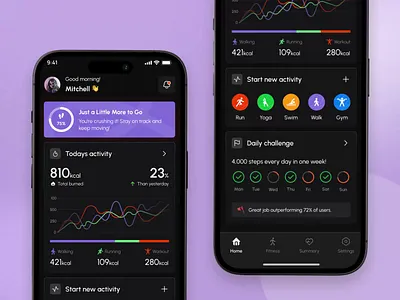 9:41
Good morning!
Mitchell 👋
75%
Just a Little More to Go
You're crushing it! Stay on track and
keep moving!
Todays activity
810kcal
Total burned
23%
Than yesterday
Walking
421kcal
Running
109kcal
Workout
280kcal
Start new activity
Walking
421kcal
Running
109kcal
Workout
280kcal
Start new activity
Run
Yoga
Swim
Walk
Gym
Daily challenge
4.000 steps every day in one week!
Mon
Tue
Wed
Thu
Fri
Sat
Sun
Great job outperforming 72% of users.
Home
Fitness
Summary
Settings